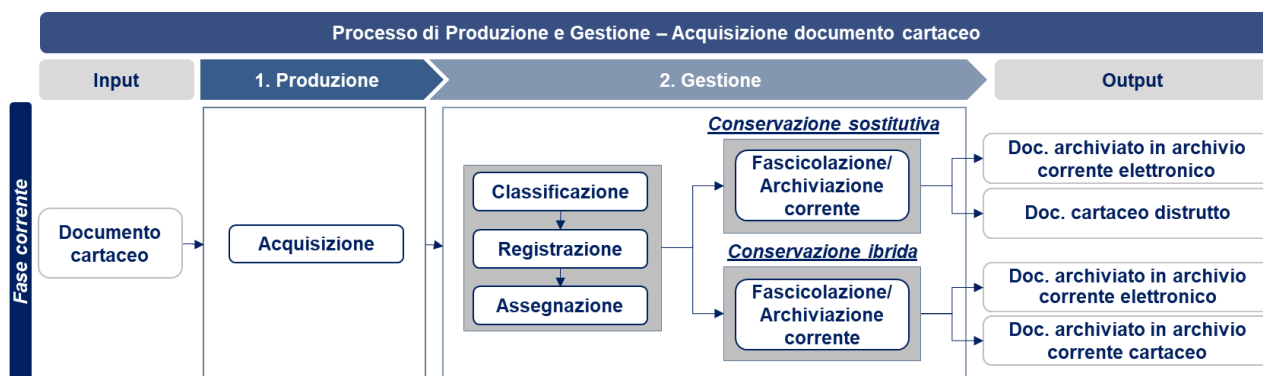 Processo di Produzione e Gestione – Acquisizione documento cartaceo
Input
1. Produzione
2. Gestione
Output
Fase corrente
Documento
cartaceo
Acquisizione
Classificazione
Registrazione
Assegnazione
Conservazione sostitutiva
Fascicolazione/
Archiviazione
corrente
Conservazione ibrida
Fascicolazione/
Archiviazione
corrente
Doc. archiviato in archivio
corrente elettronico
Doc. cartaceo distrutto
Doc. archiviato in archivio
corrente elettronico
Doc. archiviato in archivio
corrente cartaceo